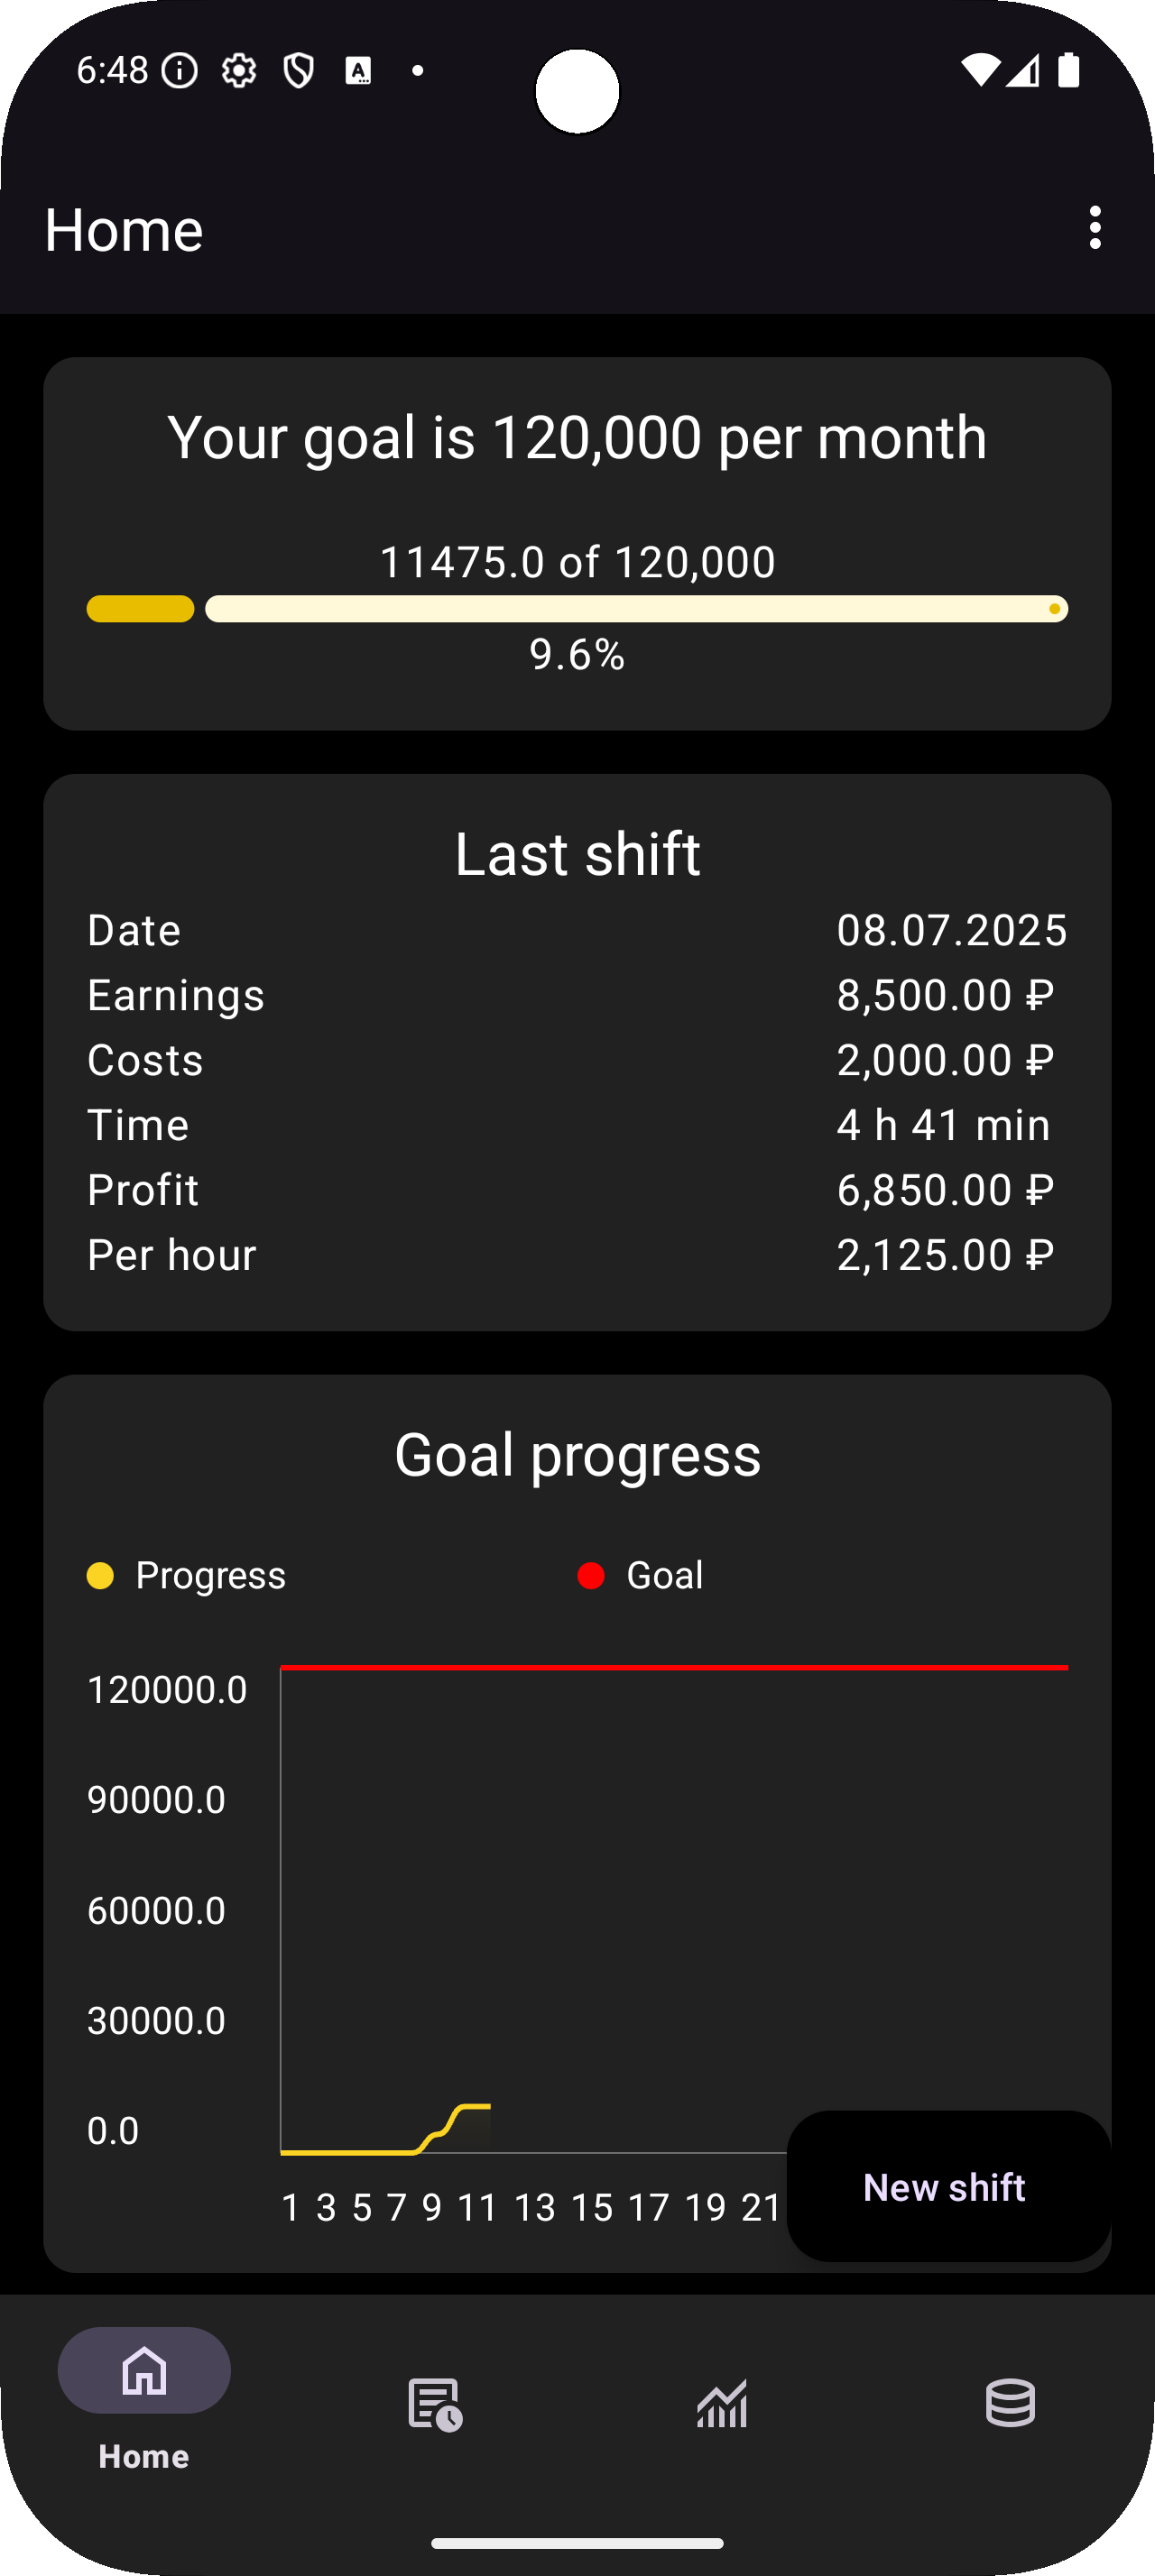 6:48
Home
Your goal is 120,000 per month
11475.0 of 120,000
9.6%
Last shift
Date 08.07.2025
Earnings 8,500.00 ₽
Costs 2,000.00 ₽
Time 4 h 41 min
Profit 6,850.00 ₽
Per hour 2,125.00 ₽
Goal progress
Progress Goal
120000.0
90000.0
60000.0
30000.0
0.0
1 3 5 7 9 11 13 15 17 19 21
New shift
Home